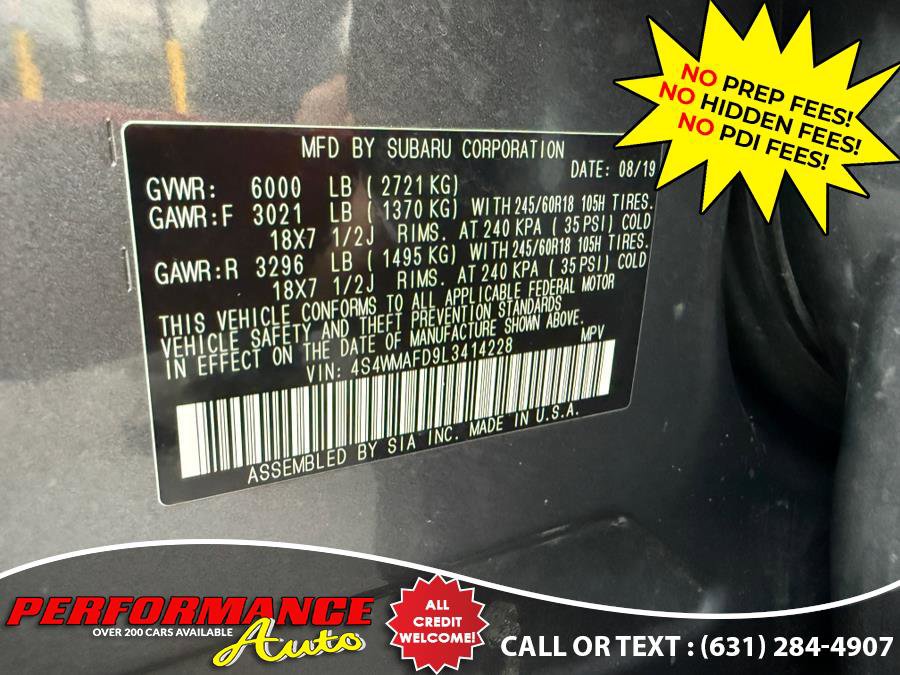 NO PREP FEES!
NO HIDDEN FEES!
NO PDI FEES!
MFD BY SUBARU CORPORATION
DATE: 08/19
GVWR: 6000 LB ( 2721 KG)
GAWR:F 3021 LB ( 1370 KG) WITH 245/60R18 105H TIRES.
18X7 1/2J RIMS. AT 240 KPA ( 35 PSI) COLD
GAWR:R 3296 LB ( 1495 KG) WITH 245/60R18 105H TIRES.
18X7 1/2J RIMS. AT 240 KPA ( 35 PSI) COLD
THIS VEHICLE CONFORMS TO ALL APPLICABLE FEDERAL MOTOR
VEHICLE SAFETY AND THEFT PREVENTION STANDARDS
IN EFFECT ON THE DATE OF MANUFACTURE SHOWN ABOVE.
VIN: 4S4WMAFD9L3414228 MPV
ASSEMBLED BY SIA INC. MADE IN U.S.A.
PERFORMANCE
OVER 200 CARS AVAILABLE
Auto
ALL
CREDIT
WELCOME!
CALL OR TEXT : (631) 284-4907